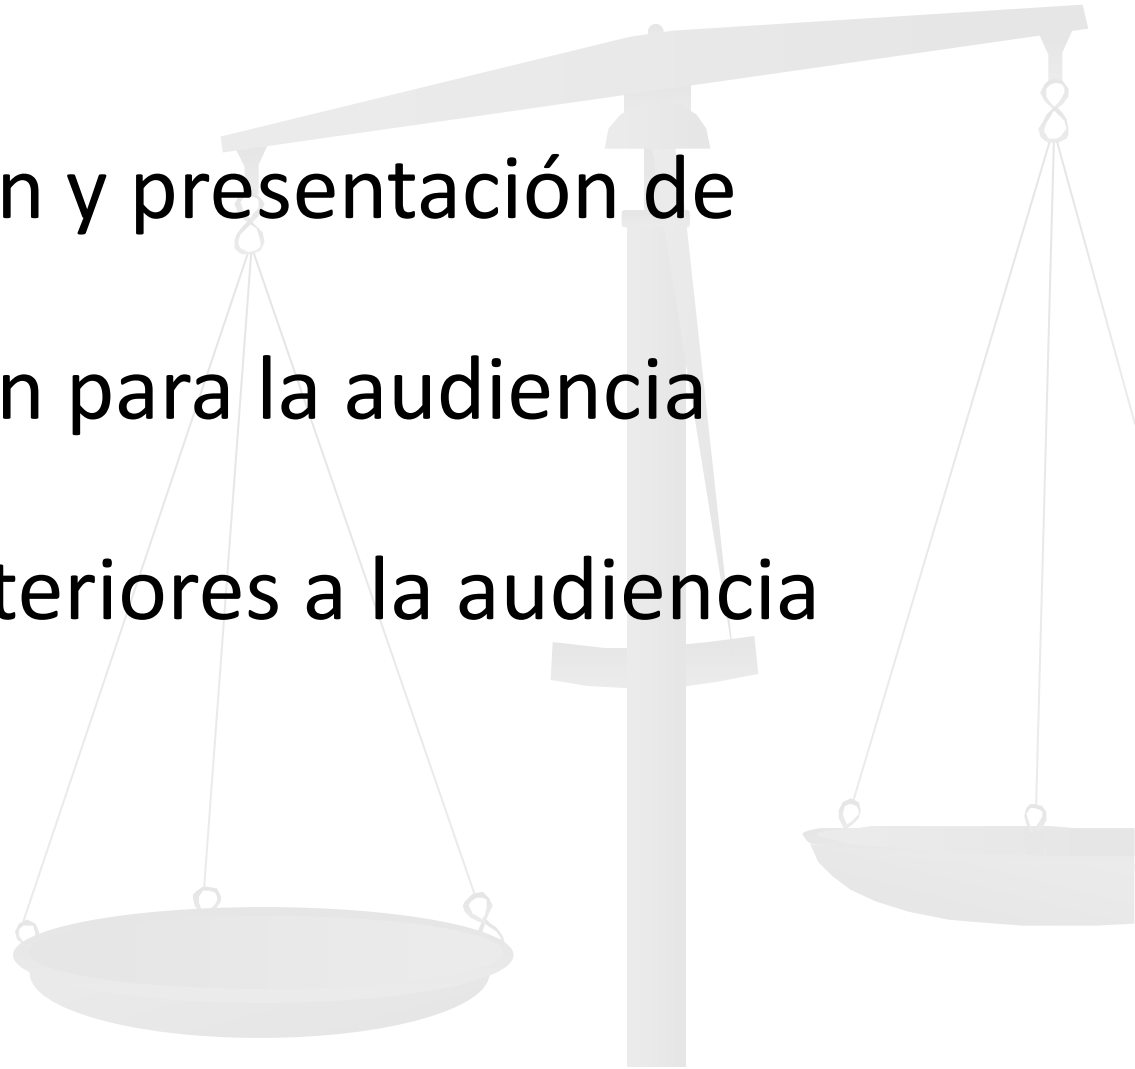 n y presentación de
n para la audiencia
teriores a la audiencia